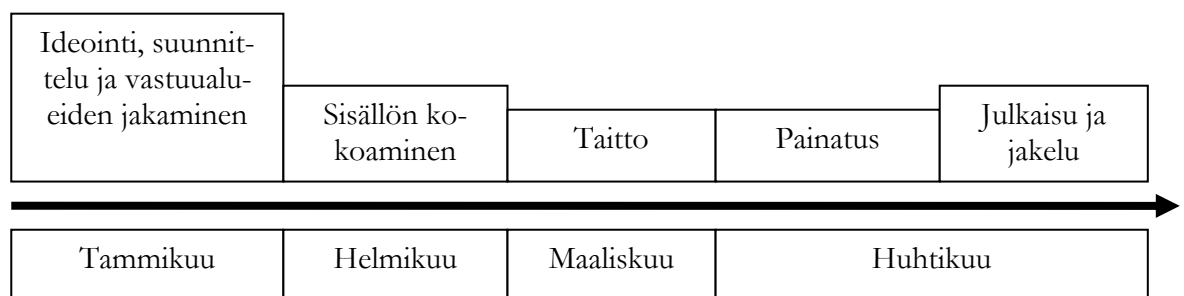 Ideointi, suunnit-
telu ja vastuualu-
eiden jakaminen
Sisällön ko-
koaminen
Taitto
Painatus
Julkaisu ja
jakelu
Tammikuu
Helmikuu
Maaliskuu
Huhtikuu